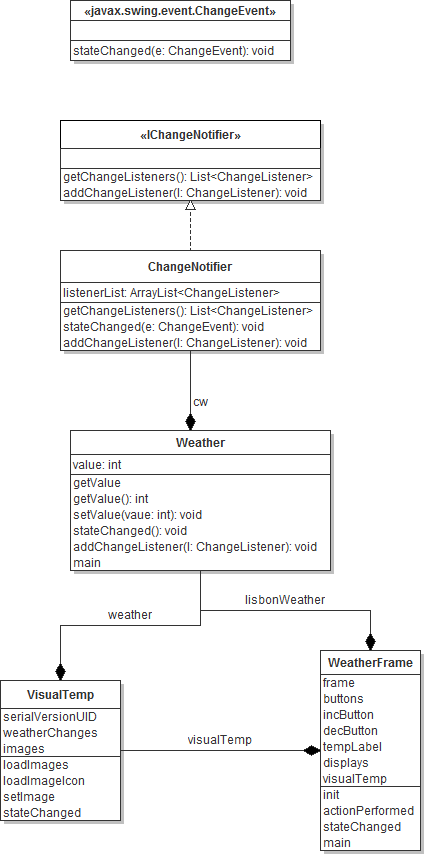 «javax.swing.event.ChangeEvent»
stateChanged(e: ChangeEvent): void
«IChangeNotifier»
getChangeListeners(): List<ChangeListener>
addChangeListener(l: ChangeListener): void
ChangeNotifier
listenerList: ArrayList<ChangeListener>
getChangeListeners(): List<ChangeListener>
stateChanged(e: ChangeEvent): void
addChangeListener(l: ChangeListener): void
cw
Weather
value: int
getValue
getValue(): int
setValue(vaue: int): void
stateChanged(): void
addChangeListener(l: ChangeListener): void
main
lisbonWeather
weather
VisualTemp
serialVersionUID
weatherChanges
images
loadImages
loadImageIcon
setImage
stateChanged
visualTemp
WeatherFrame
frame
buttons
incButton
decButton
tempLabel
displays
visualTemp
init
actionPerformed
stateChanged
main